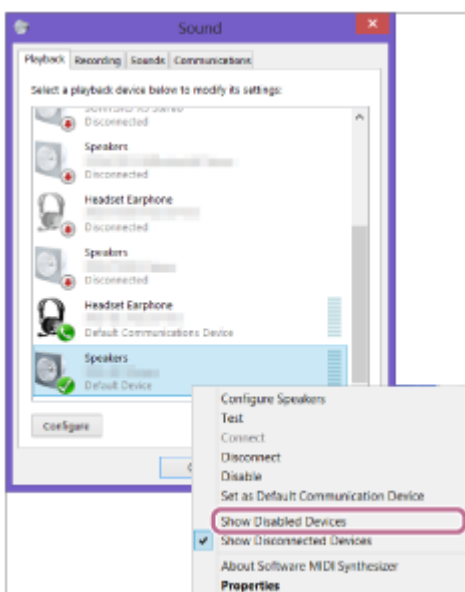 Sound
Playback Recording Sounds Communications
Select a playback device below to modify its settings:
Disconnected
Speakers
Disconnected
Headset Earphone
Disconnected
Speakers
Disconnected
Headset Earphone
Default Communications Device
Speakers
Default Device
Configure
Configure Speakers
Test
Connect
Disconnect
Disable
Set as Default Communication Device
Show Disabled Devices
Show Disconnected Devices
About Software MIDI Synthesizer
Properties